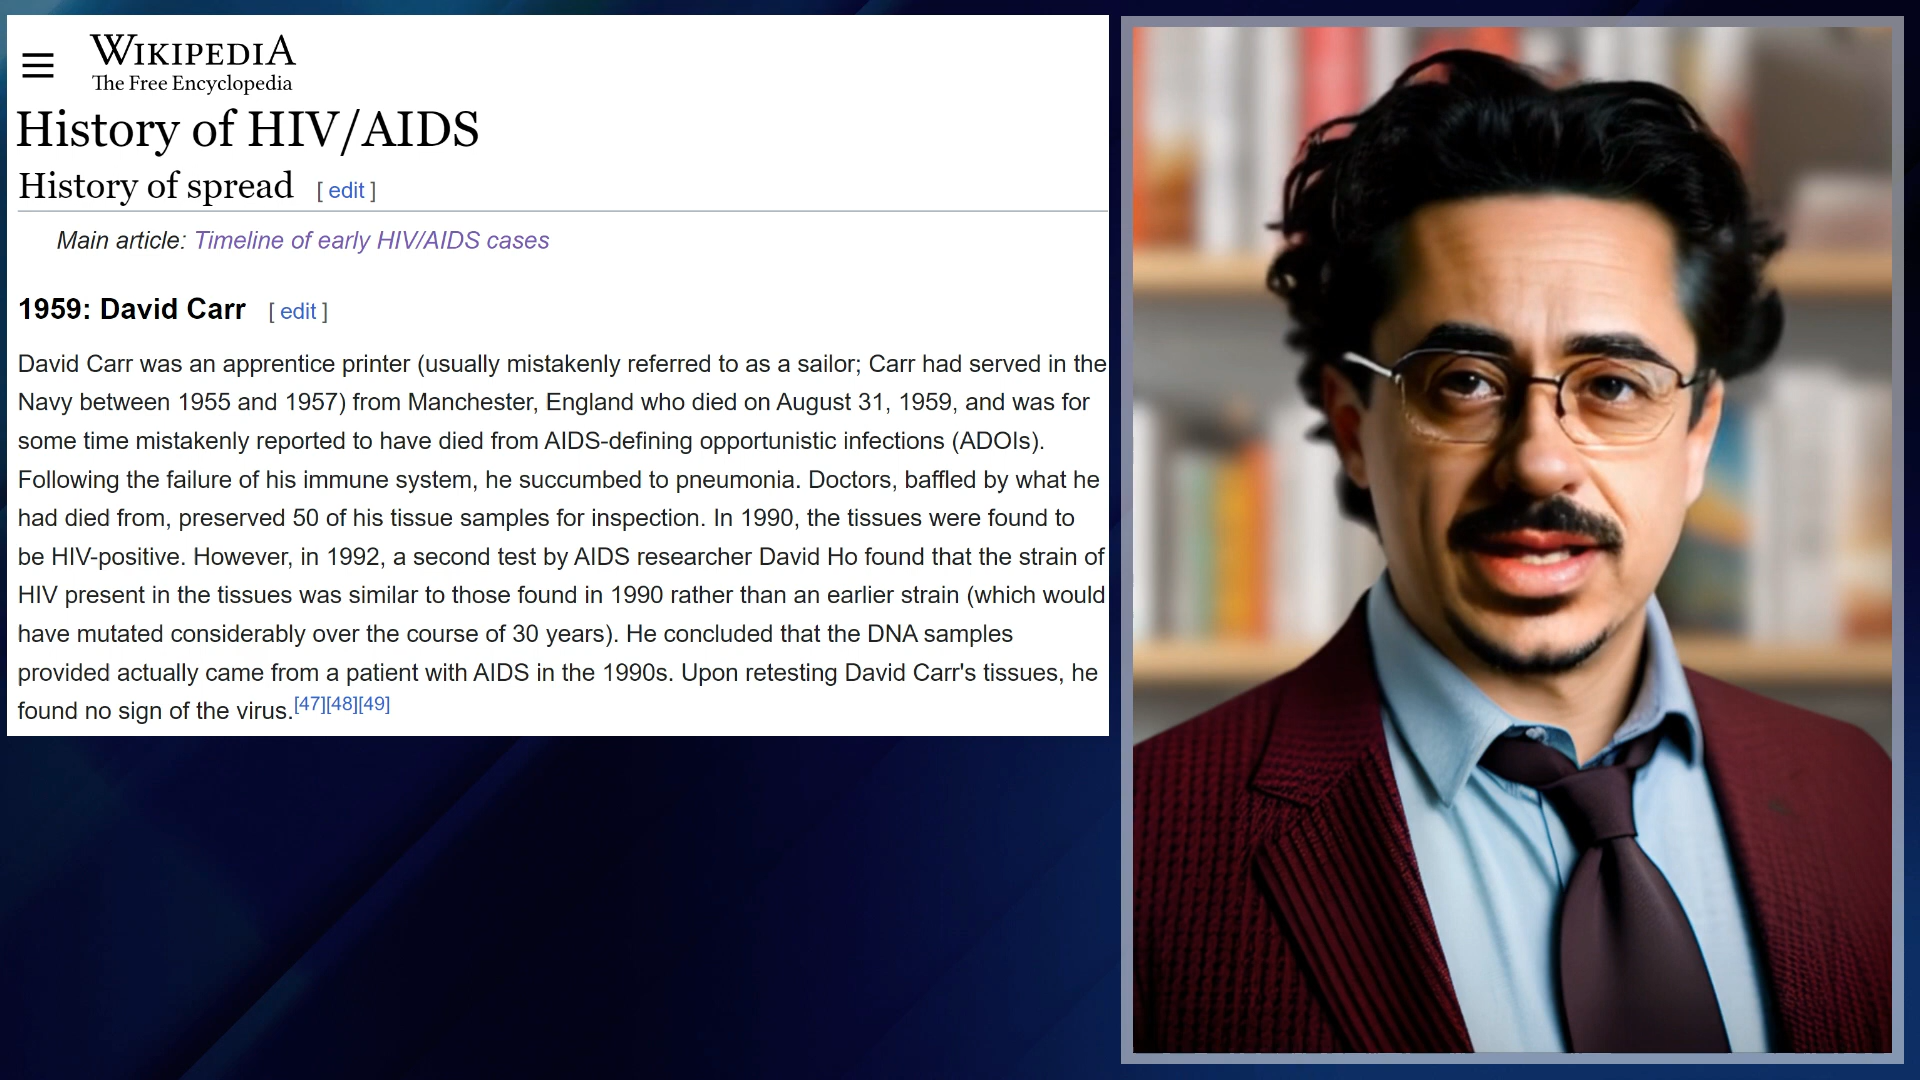 WIKIPEDIA
The Free Encyclopedia
History of HIV/AIDS
History of spread [ edit ]
Main article: Timeline of early HIV/AIDS cases
1959: David Carr [ edit ]
David Carr was an apprentice printer (usually mistakenly referred to as a sailor; Carr had served in the
Navy between 1955 and 1957) from Manchester, England who died on August 31, 1959, and was for
some time mistakenly reported to have died from AIDS-defining opportunistic infections (ADOIs).
Following the failure of his immune system, he succumbed to pneumonia. Doctors, baffled by what he
had died from, preserved 50 of his tissue samples for inspection. In 1990, the tissues were found to
be HIV-positive. However, in 1992, a second test by AIDS researcher David Ho found that the strain of
HIV present in the tissues was similar to those found in 1990 rather than an earlier strain (which would
have mutated considerably over the course of 30 years). He concluded that the DNA samples
provided actually came from a patient with AIDS in the 1990s. Upon retesting David Carr's tissues, he
found no sign of the virus.[47][48][49]